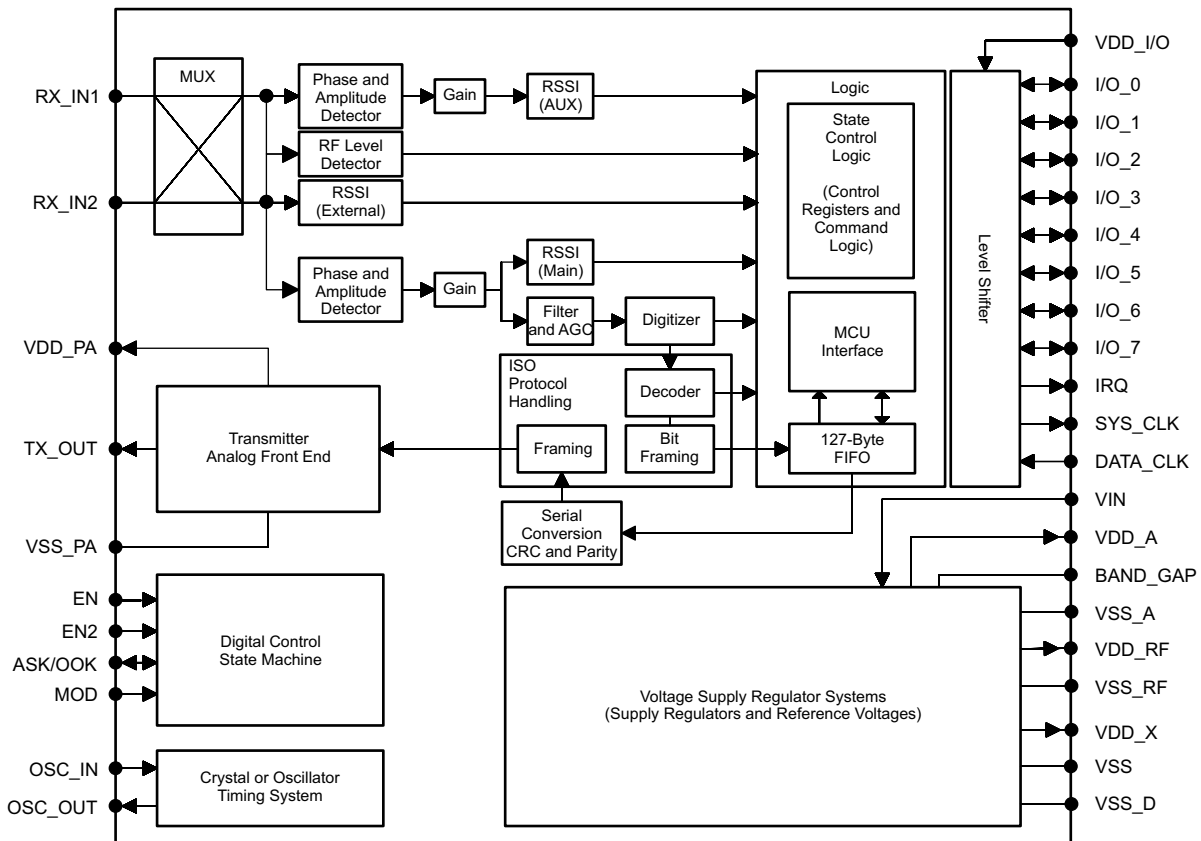 RX_IN1
RX_IN2
VDD_PA
TX_OUT
VSS_PA
EN
EN2
ASK/OOK
MOD
OSC_IN
OSC_OUT
MUX
Phase and
Amplitude
Detector
Gain
RSSI
(AUX)
RF Level
Detector
RSSI
(External)
Phase and
Amplitude
Detector
Gain
RSSI
(Main)
Filter
and AGC
Digitizer
ISO
Protocol
Handling
Decoder
Framing
Bit
Framing
Serial
Conversion
CRC and Parity
Transmitter
Analog Front End
Digital Control
State Machine
Crystal or Oscillator
Timing System
Logic
State
Control
Logic
(Control
Registers and
Command
Logic)
MCU
Interface
127-Byte
FIFO
Level Shifter
Voltage Supply Regulator Systems
(Supply Regulators and Reference Voltages)
VDD_I/O
I/O_0
I/O_1
I/O_2
I/O_3
I/O_4
I/O_5
I/O_6
I/O_7
IRQ
SYS_CLK
DATA_CLK
VIN
VDD_A
BAND_GAP
VSS_A
VDD_RF
VSS_RF
VDD_X
VSS
VSS_D